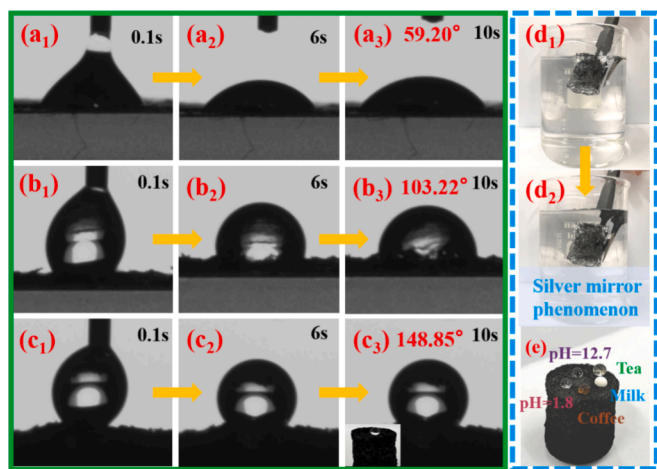 (a1) 0.1s
(a2) 6s
(a3) 59.20° 10s
(b1) 0.1s
(b2) 6s
(b3) 103.22° 10s
(c1) 0.1s
(c2) 6s
(c3) 148.85° 10s
(d1)
(d2)
Silver mirror
phenomenon
(e)
pH=12.7
Tea
Milk
pH=1.8
Coffee